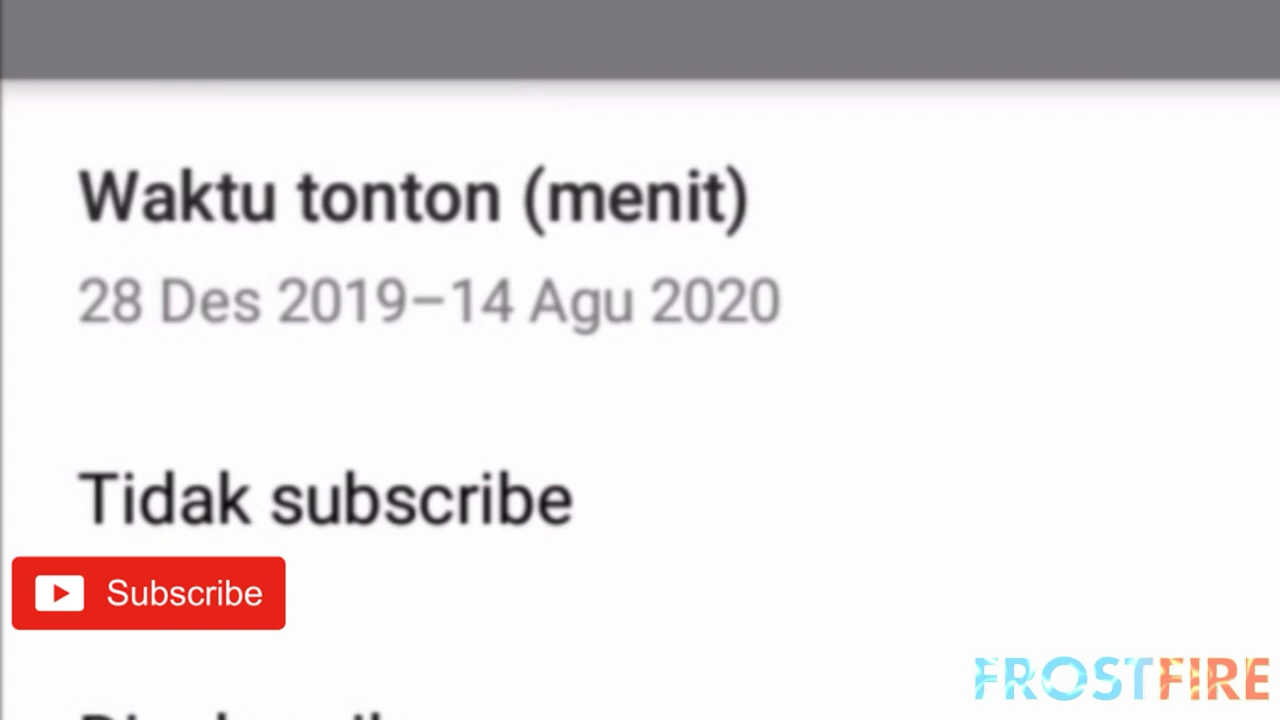 Waktu tonton (menit)
28 Des 2019–14 Agu 2020
Tidak subscribe
Subscribe
FROSTFIRE